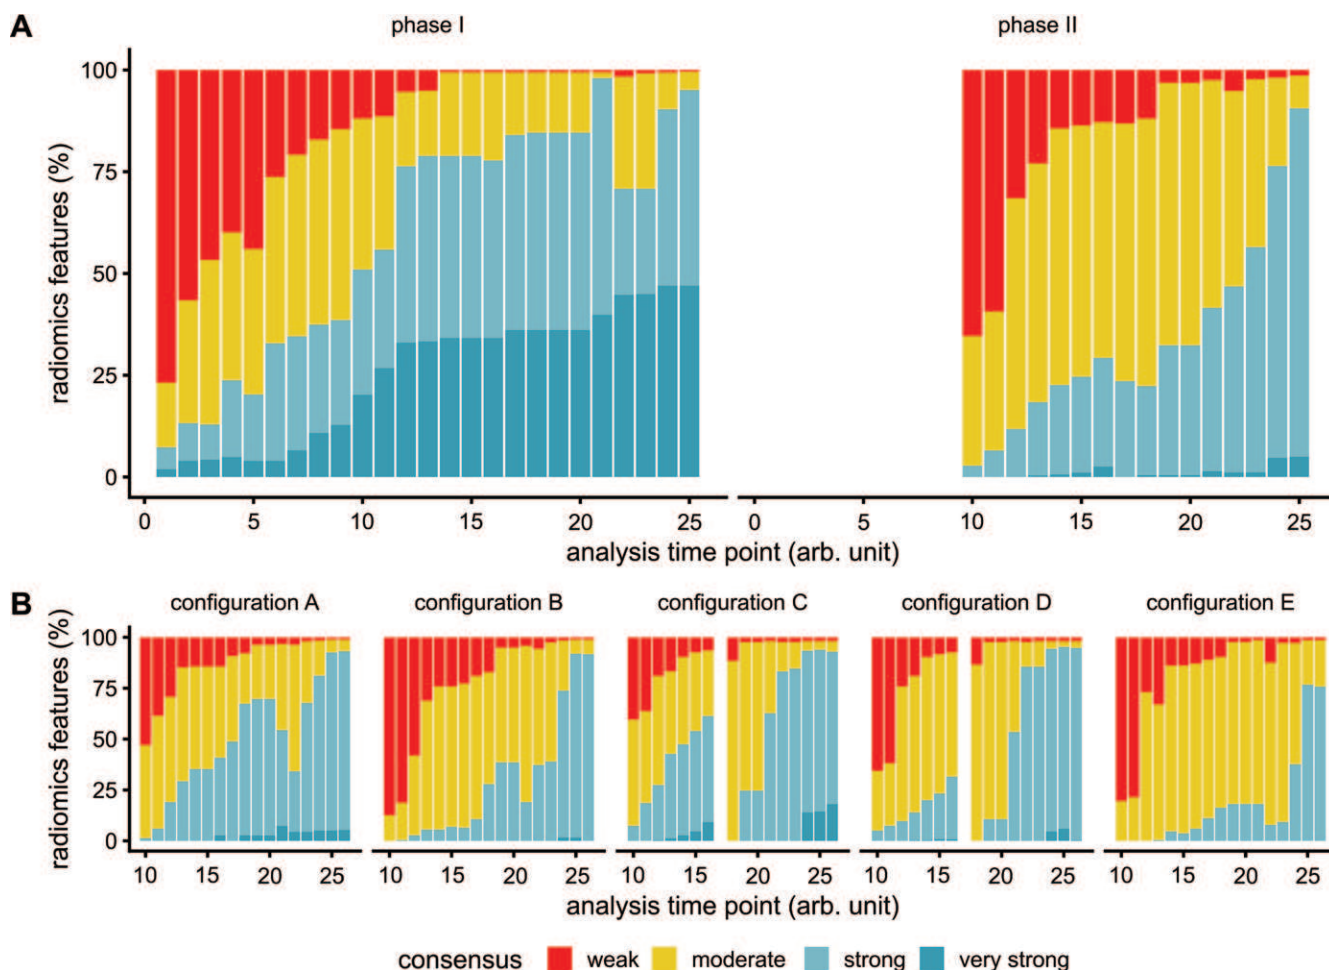 A
phase I
phase II
radiomics features (%)
100
75
50
25
0
0 5 10 15 20 25
0 5 10 15 20 25
analysis time point (arb. unit)
B
configuration A
configuration B
configuration C
configuration D
configuration E
radiomics features (%)
100
75
50
25
0
10 15 20 25
10 15 20 25
10 15 20 25
10 15 20 25
10 15 20 25
analysis time point (arb. unit)
consensus weak moderate strong very strong